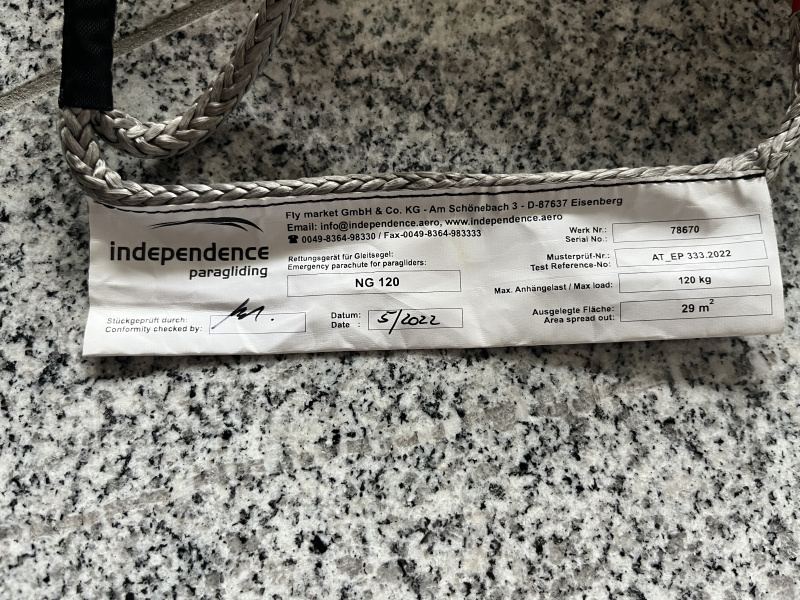 Fly market GmbH & Co. KG - Am Schönebach 3 - D-87637 Eisenberg
Email: info@independence.aero, www.independence.aero
☎ 0049-8364-98330 / Fax-0049-8364-983333
independence
paragliding
Rettungsgerät für Gleitsegel:
Emergency parachute for paragliders:
NG 120
Stückgeprüft durch:
Conformity checked by:
Datum:
Date :
5/2022
Werk Nr.:
Serial No.:
78670
Musterprüf-Nr.:
Test Reference-No:
AT_EP 333.2022
Max. Anhängelast / Max load:
120 kg
Ausgelegte Fläche:
Area spread out:
29 m²